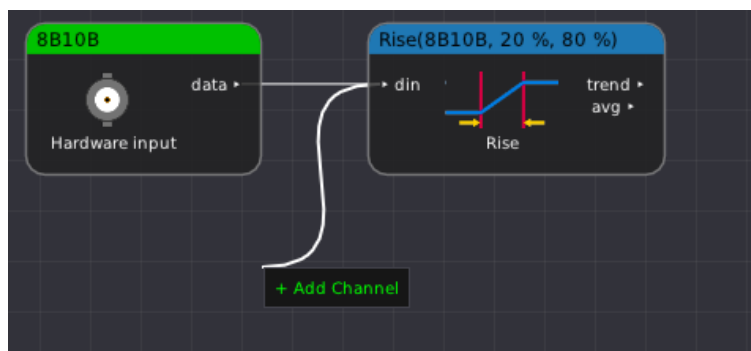 8B10B
data
Hardware input
Rise(8B10B, 20 %, 80 %)
din
trend
avg
Rise
+ Add Channel